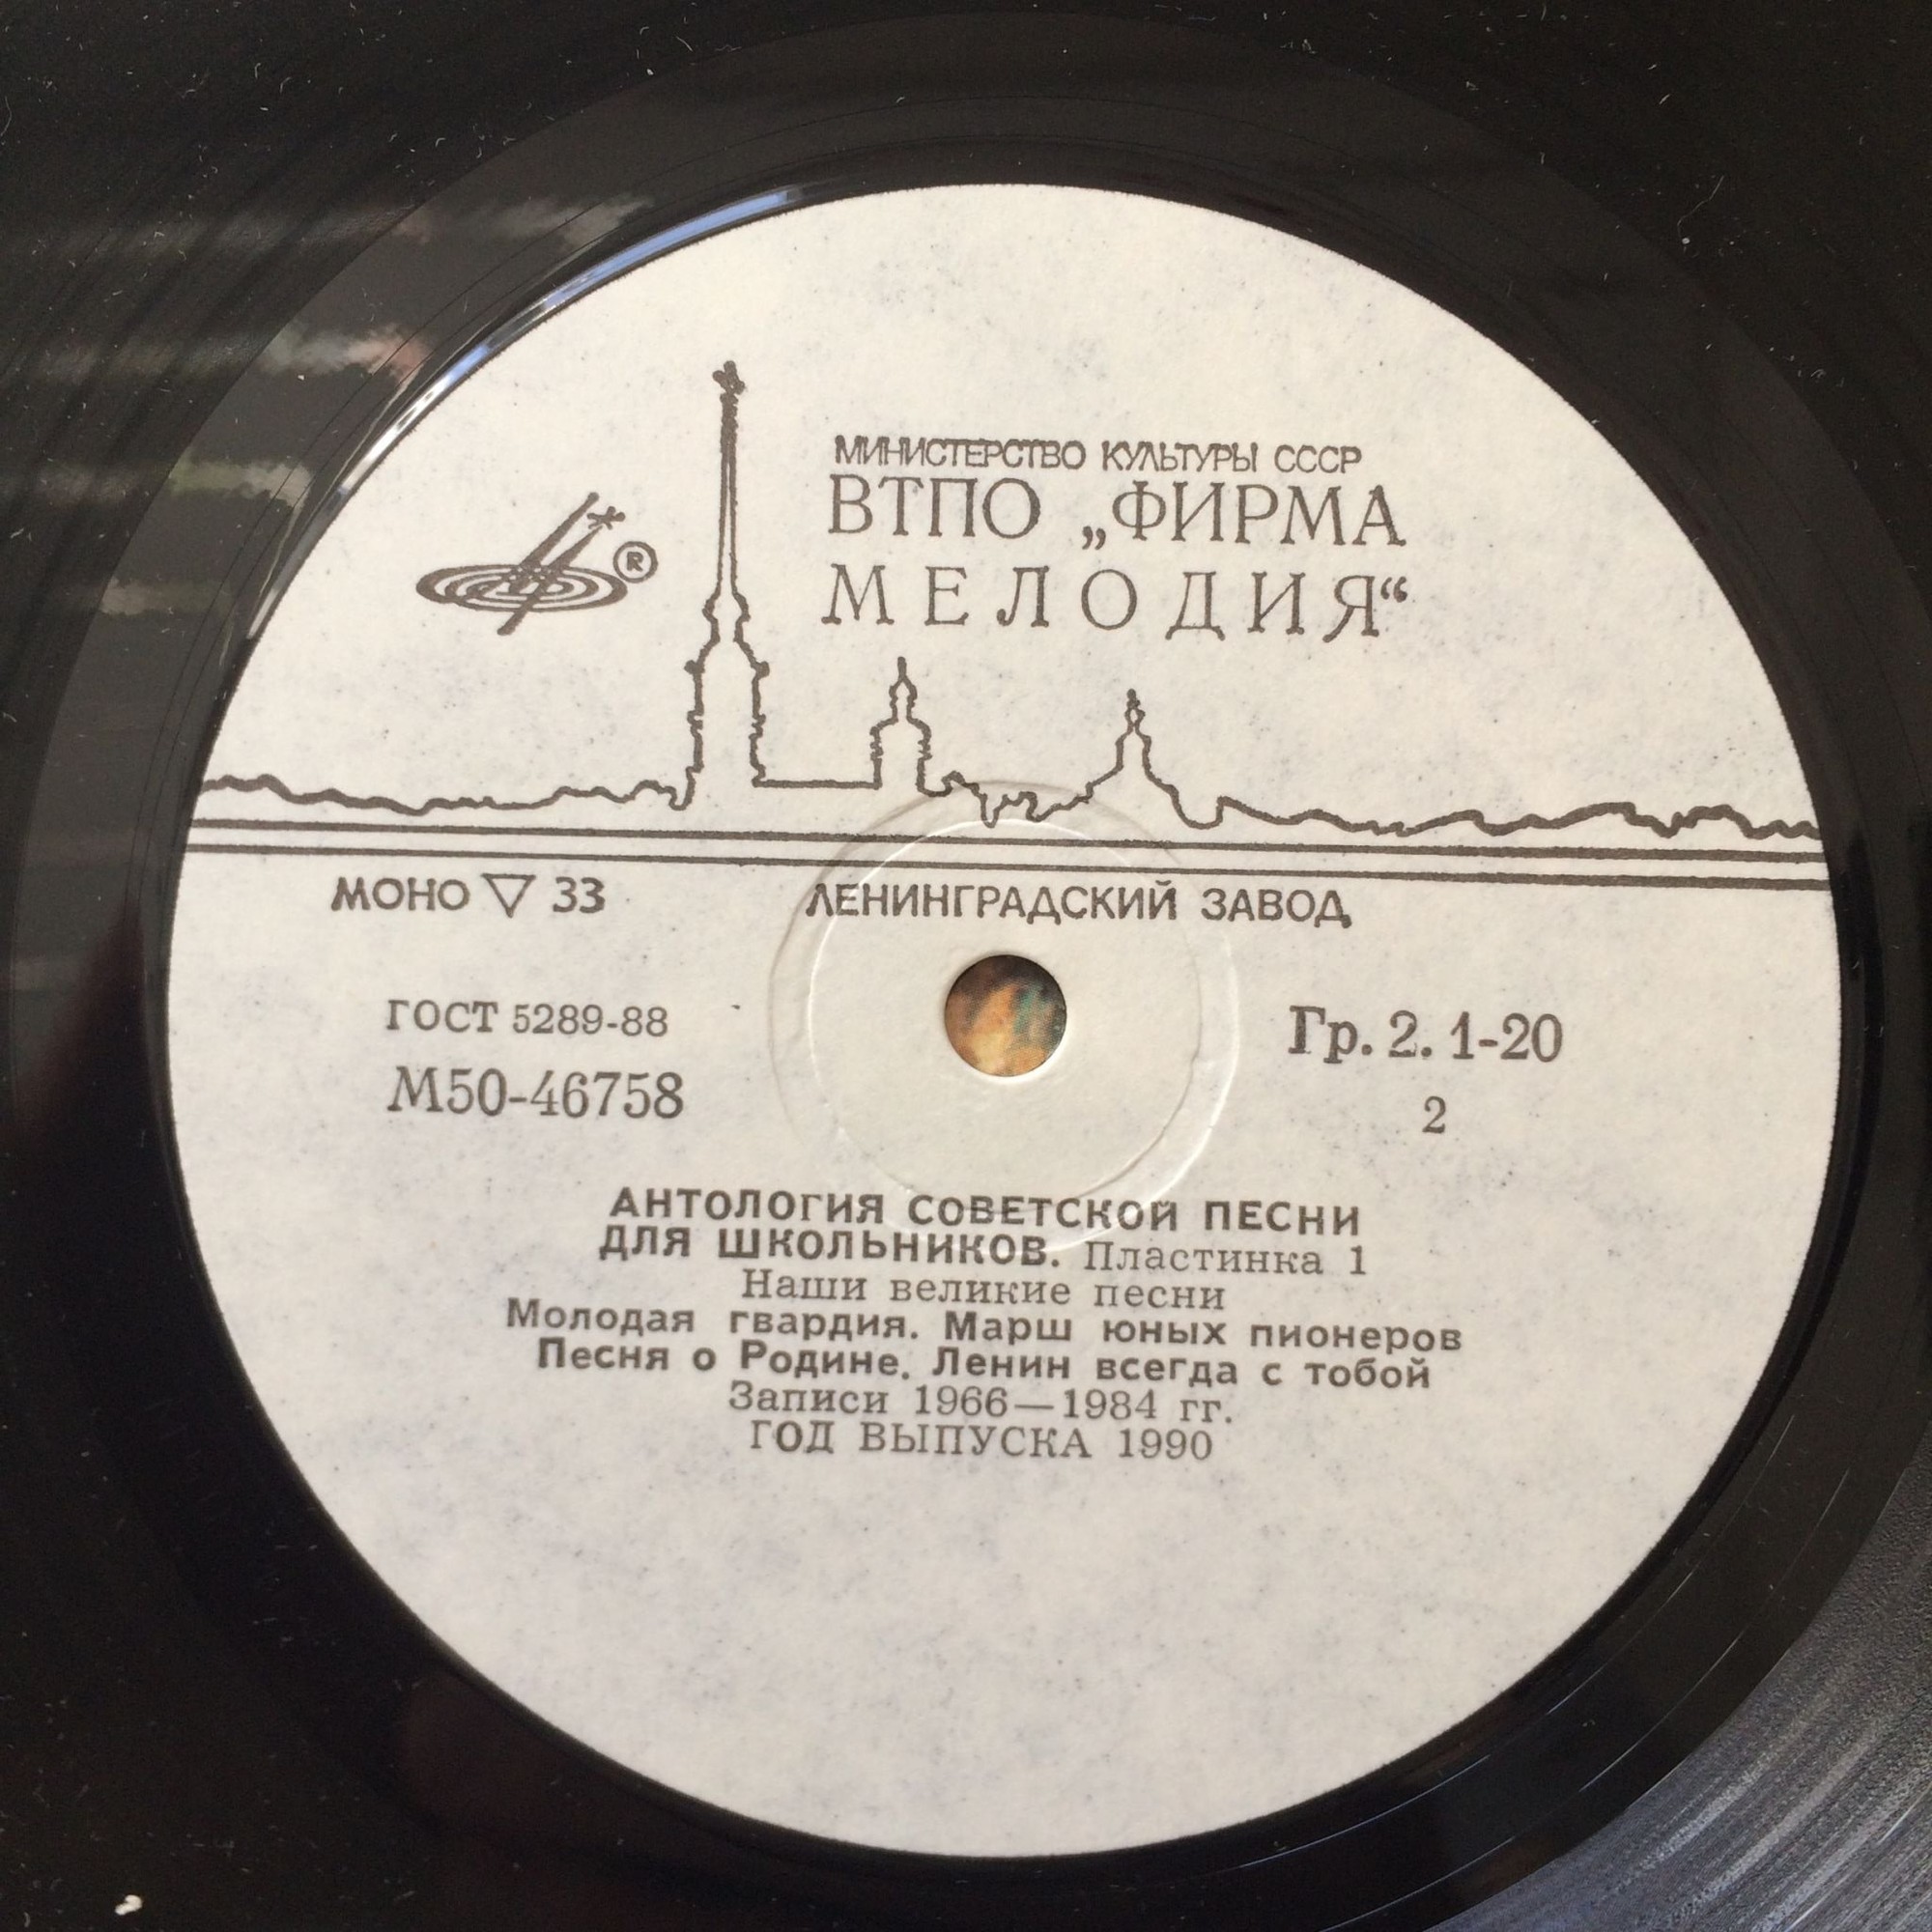 МИНИСТЕРСТВО КУЛЬТУРЫ СССР
ВТПО „ФИРМА
МЕЛОДИЯ“
®
МОНО ▽ 33 ЛЕНИНГРАДСКИЙ ЗАВОД
ГОСТ 5289-88
М50-46758
Гр. 2. 1-20
2
АНТОЛОГИЯ СОВЕТСКОЙ ПЕСНИ
ДЛЯ ШКОЛЬНИКОВ. Пластинка 1
Наши великие песни
Молодая гвардия. Марш юных пионеров
Песня о Родине. Ленин всегда с тобой
Записи 1966—1984 гг.
ГОД ВЫПУСКА 1990